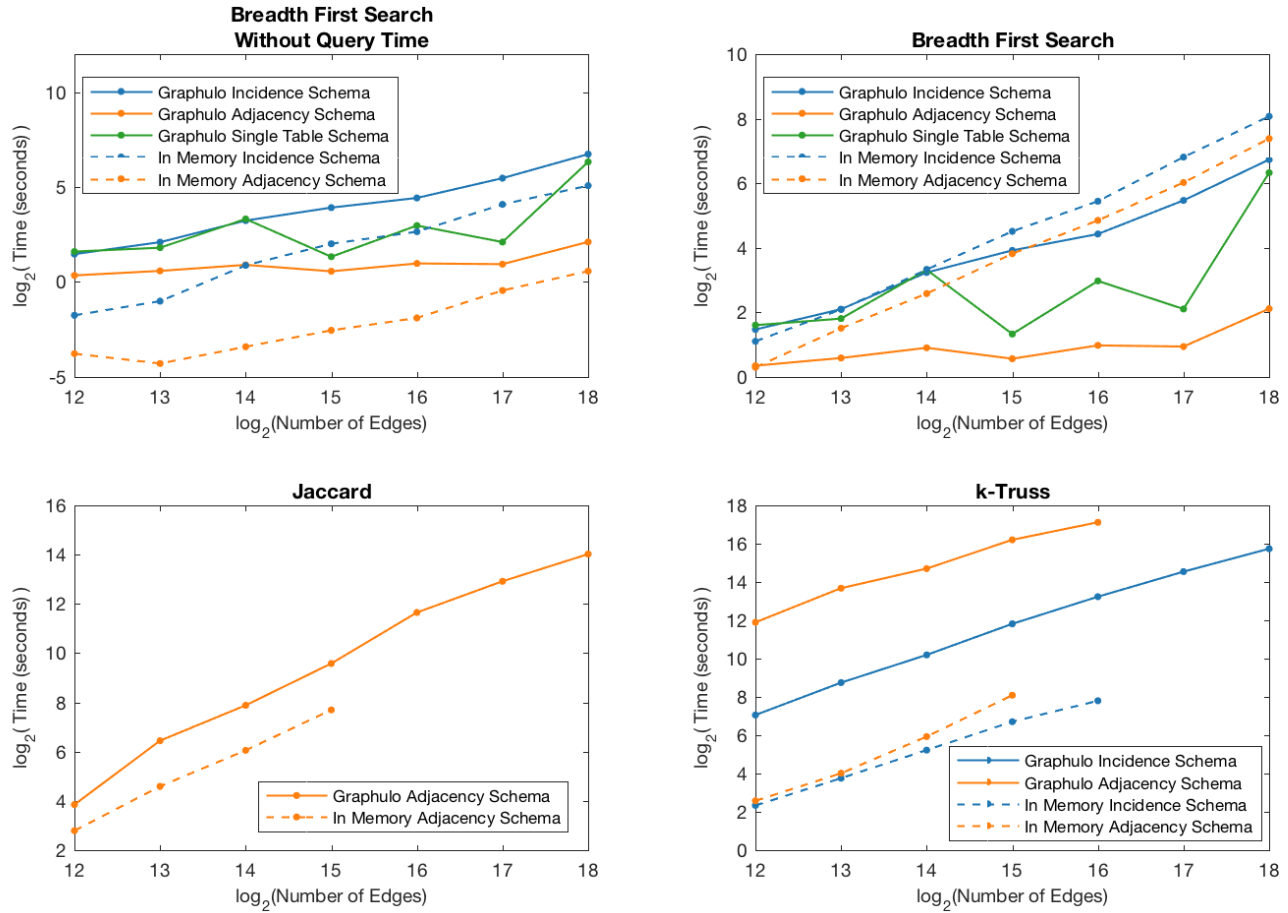 Breadth First Search
Without Query Time
10
5
0
-5
log2( Time (seconds) )
Graphulo Incidence Schema
Graphulo Adjacency Schema
Graphulo Single Table Schema
In Memory Incidence Schema
In Memory Adjacency Schema
12 13 14 15 16 17 18
log2(Number of Edges)
Breadth First Search
10
8
6
4
2
0
log2( Time (seconds) )
Graphulo Incidence Schema
Graphulo Adjacency Schema
Graphulo Single Table Schema
In Memory Incidence Schema
In Memory Adjacency Schema
12 13 14 15 16 17 18
log2(Number of Edges)
Jaccard
16
14
12
10
8
6
4
2
log2( Time (seconds) )
Graphulo Adjacency Schema
In Memory Adjacency Schema
12 13 14 15 16 17 18
log2(Number of Edges)
k-Truss
18
16
14
12
10
8
6
4
2
0
log2( Time (seconds) )
Graphulo Incidence Schema
Graphulo Adjacency Schema
In Memory Incidence Schema
In Memory Adjacency Schema
12 13 14 15 16 17 18
log2(Number of Edges)